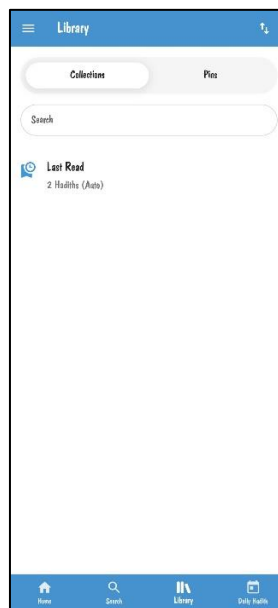 Library
Collections Pins
Search
Last Read
2 Hadiths (Auto)
Home Search Library Daily Hadith